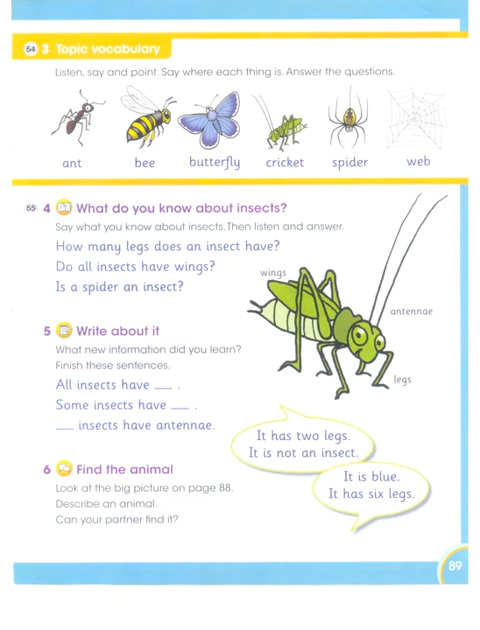 54 3 Topic vocabulary
Listen, say and point. Say where each thing is. Answer the questions.
ant bee butterfly cricket spider web
55 4 What do you know about insects?
Say what you know about insects. Then listen and answer.
How many legs does an insect have?
Do all insects have wings?
Is a spider an insect?
wings
antennae
legs
5 Write about it
What new information did you learn?
Finish these sentences.
All insects have ___ .
Some insects have ___ .
___ insects have antennae.
It has two legs.
It is not an insect.
It is blue.
It has six legs.
6 Find the animal
Look at the big picture on page 88.
Describe an animal.
Can your partner find it?
89